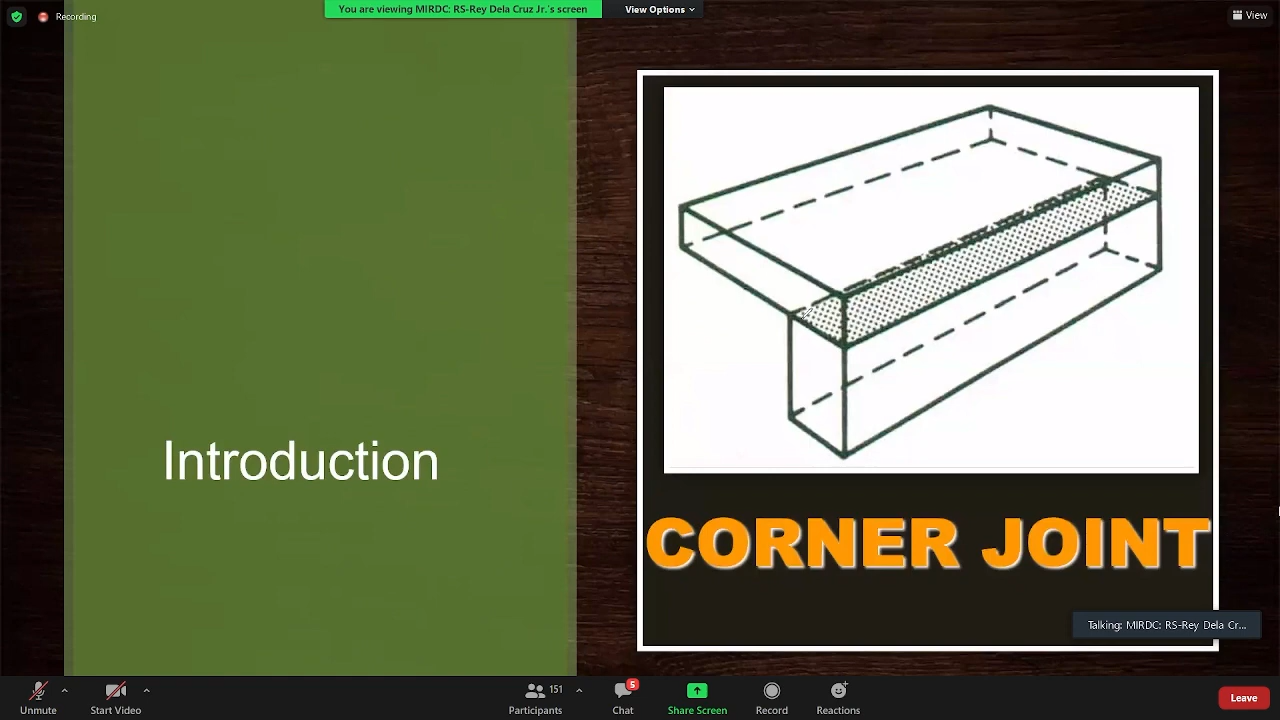 Recording
You are viewing MIRDC: RS-Rey Dela Cruz Jr.'s screen
View Options
View
Introduction
CORNER JOINT
Talking: MIRDC: RS-Rey Dela Cr...
Unmute
Start Video
Participants
151
Chat
5
Share Screen
Record
Reactions
Leave